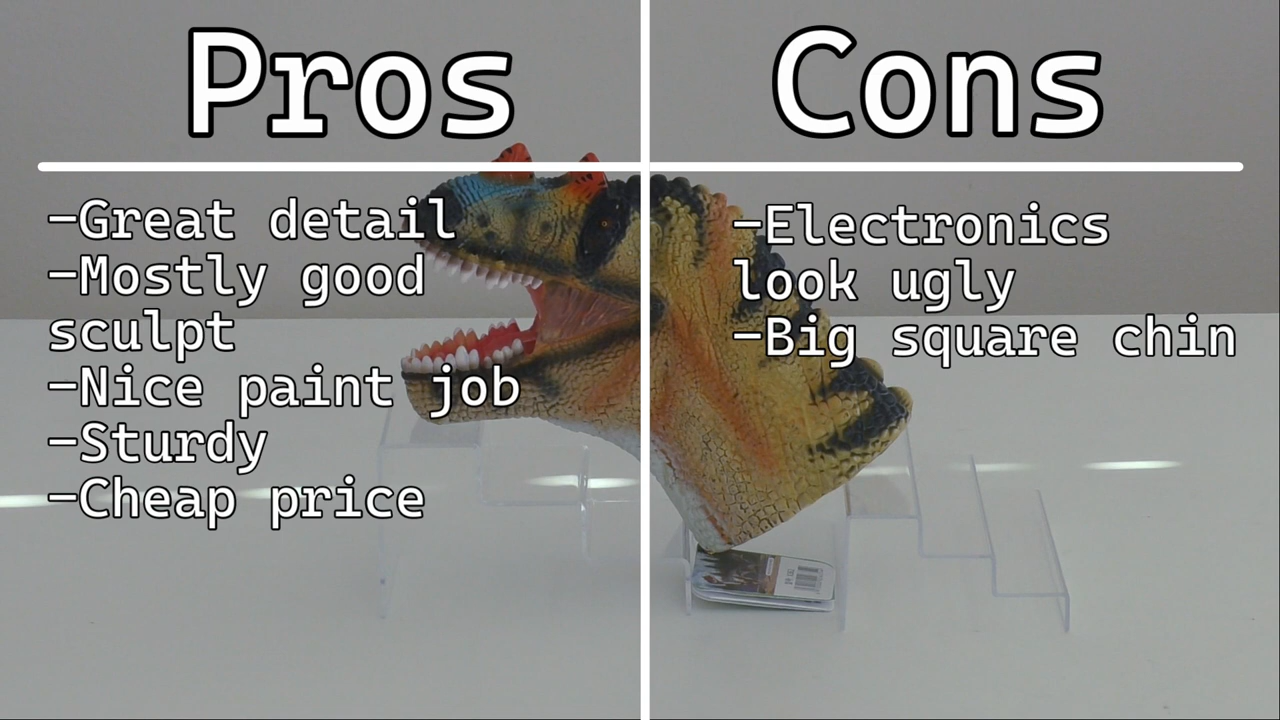 Pros
-Great detail
-Mostly good
sculpt
-Nice paint job
-Sturdy
-Cheap price
Cons
-Electronics
look ugly
-Big square chin